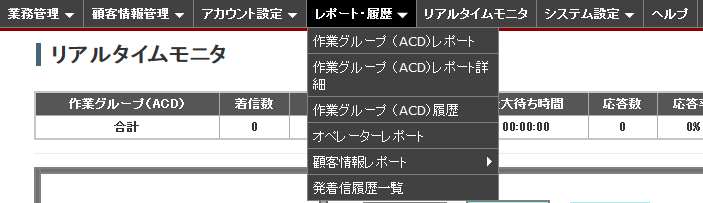 業務管理 顧客情報管理 アカウント設定 レポート・履歴 リアルタイムモニタ システム設定 ヘルプ
リアルタイムモニタ
作業グループ（ACD)レポート
作業グループ（ACD)レポート詳
細
作業グループ（ACD）履歴
オペレーターレポート
顧客情報レポート
発着信履歴一覧
作業グループ（ACD） 着信数 大待ち時間 応答数 応答
合計 0 00:00:00 0 0%